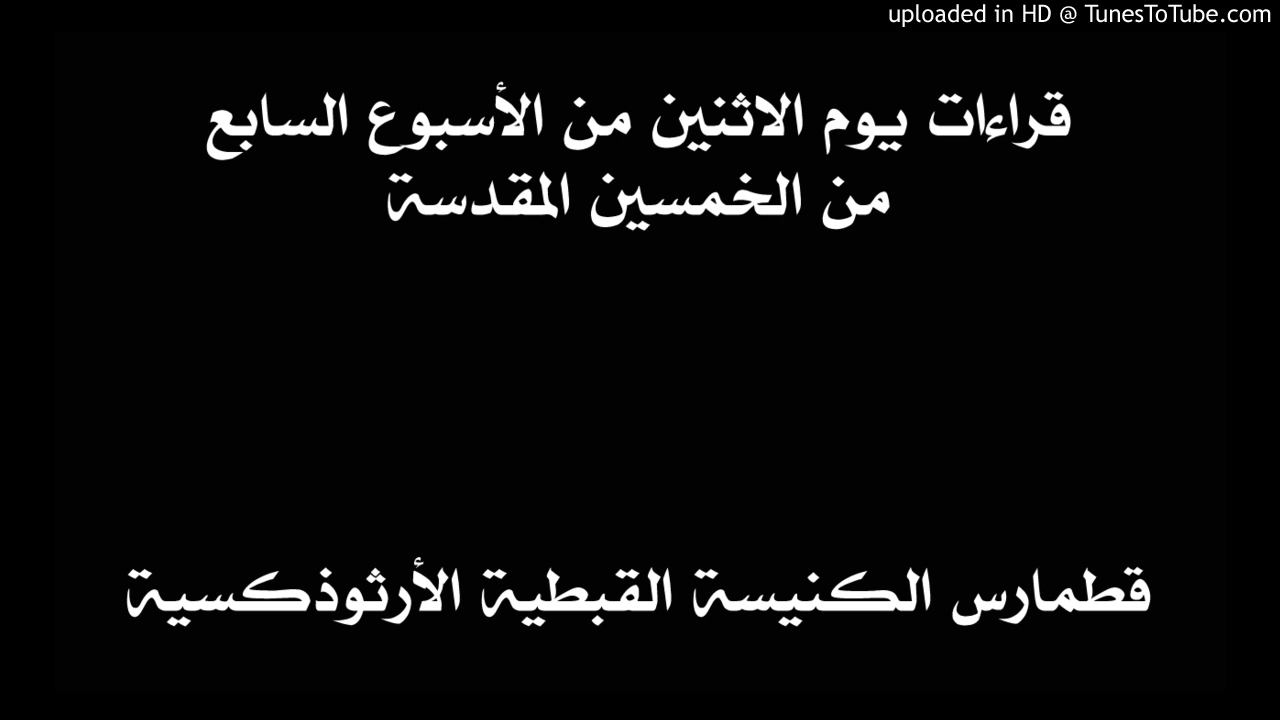 uploaded in HD @ TunesToTube.com
قراءات يوم الاثنين من الأسبوع السابع
من الخمسين المقدسة
قطمارس الكنيسة القبطية الأرثوذكسية